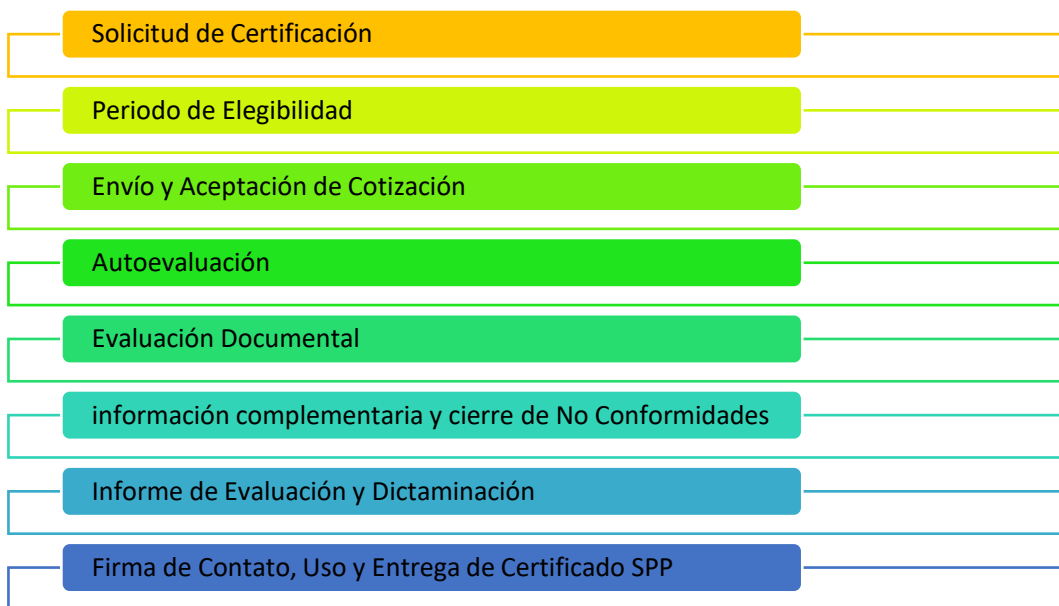 Solicitud de Certificación
Periodo de Elegibilidad
Envío y Aceptación de Cotización
Autoevaluación
Evaluación Documental
información complementaria y cierre de No Conformidades
Informe de Evaluación y Dictaminación
Firma de Contato, Uso y Entrega de Certificado SPP